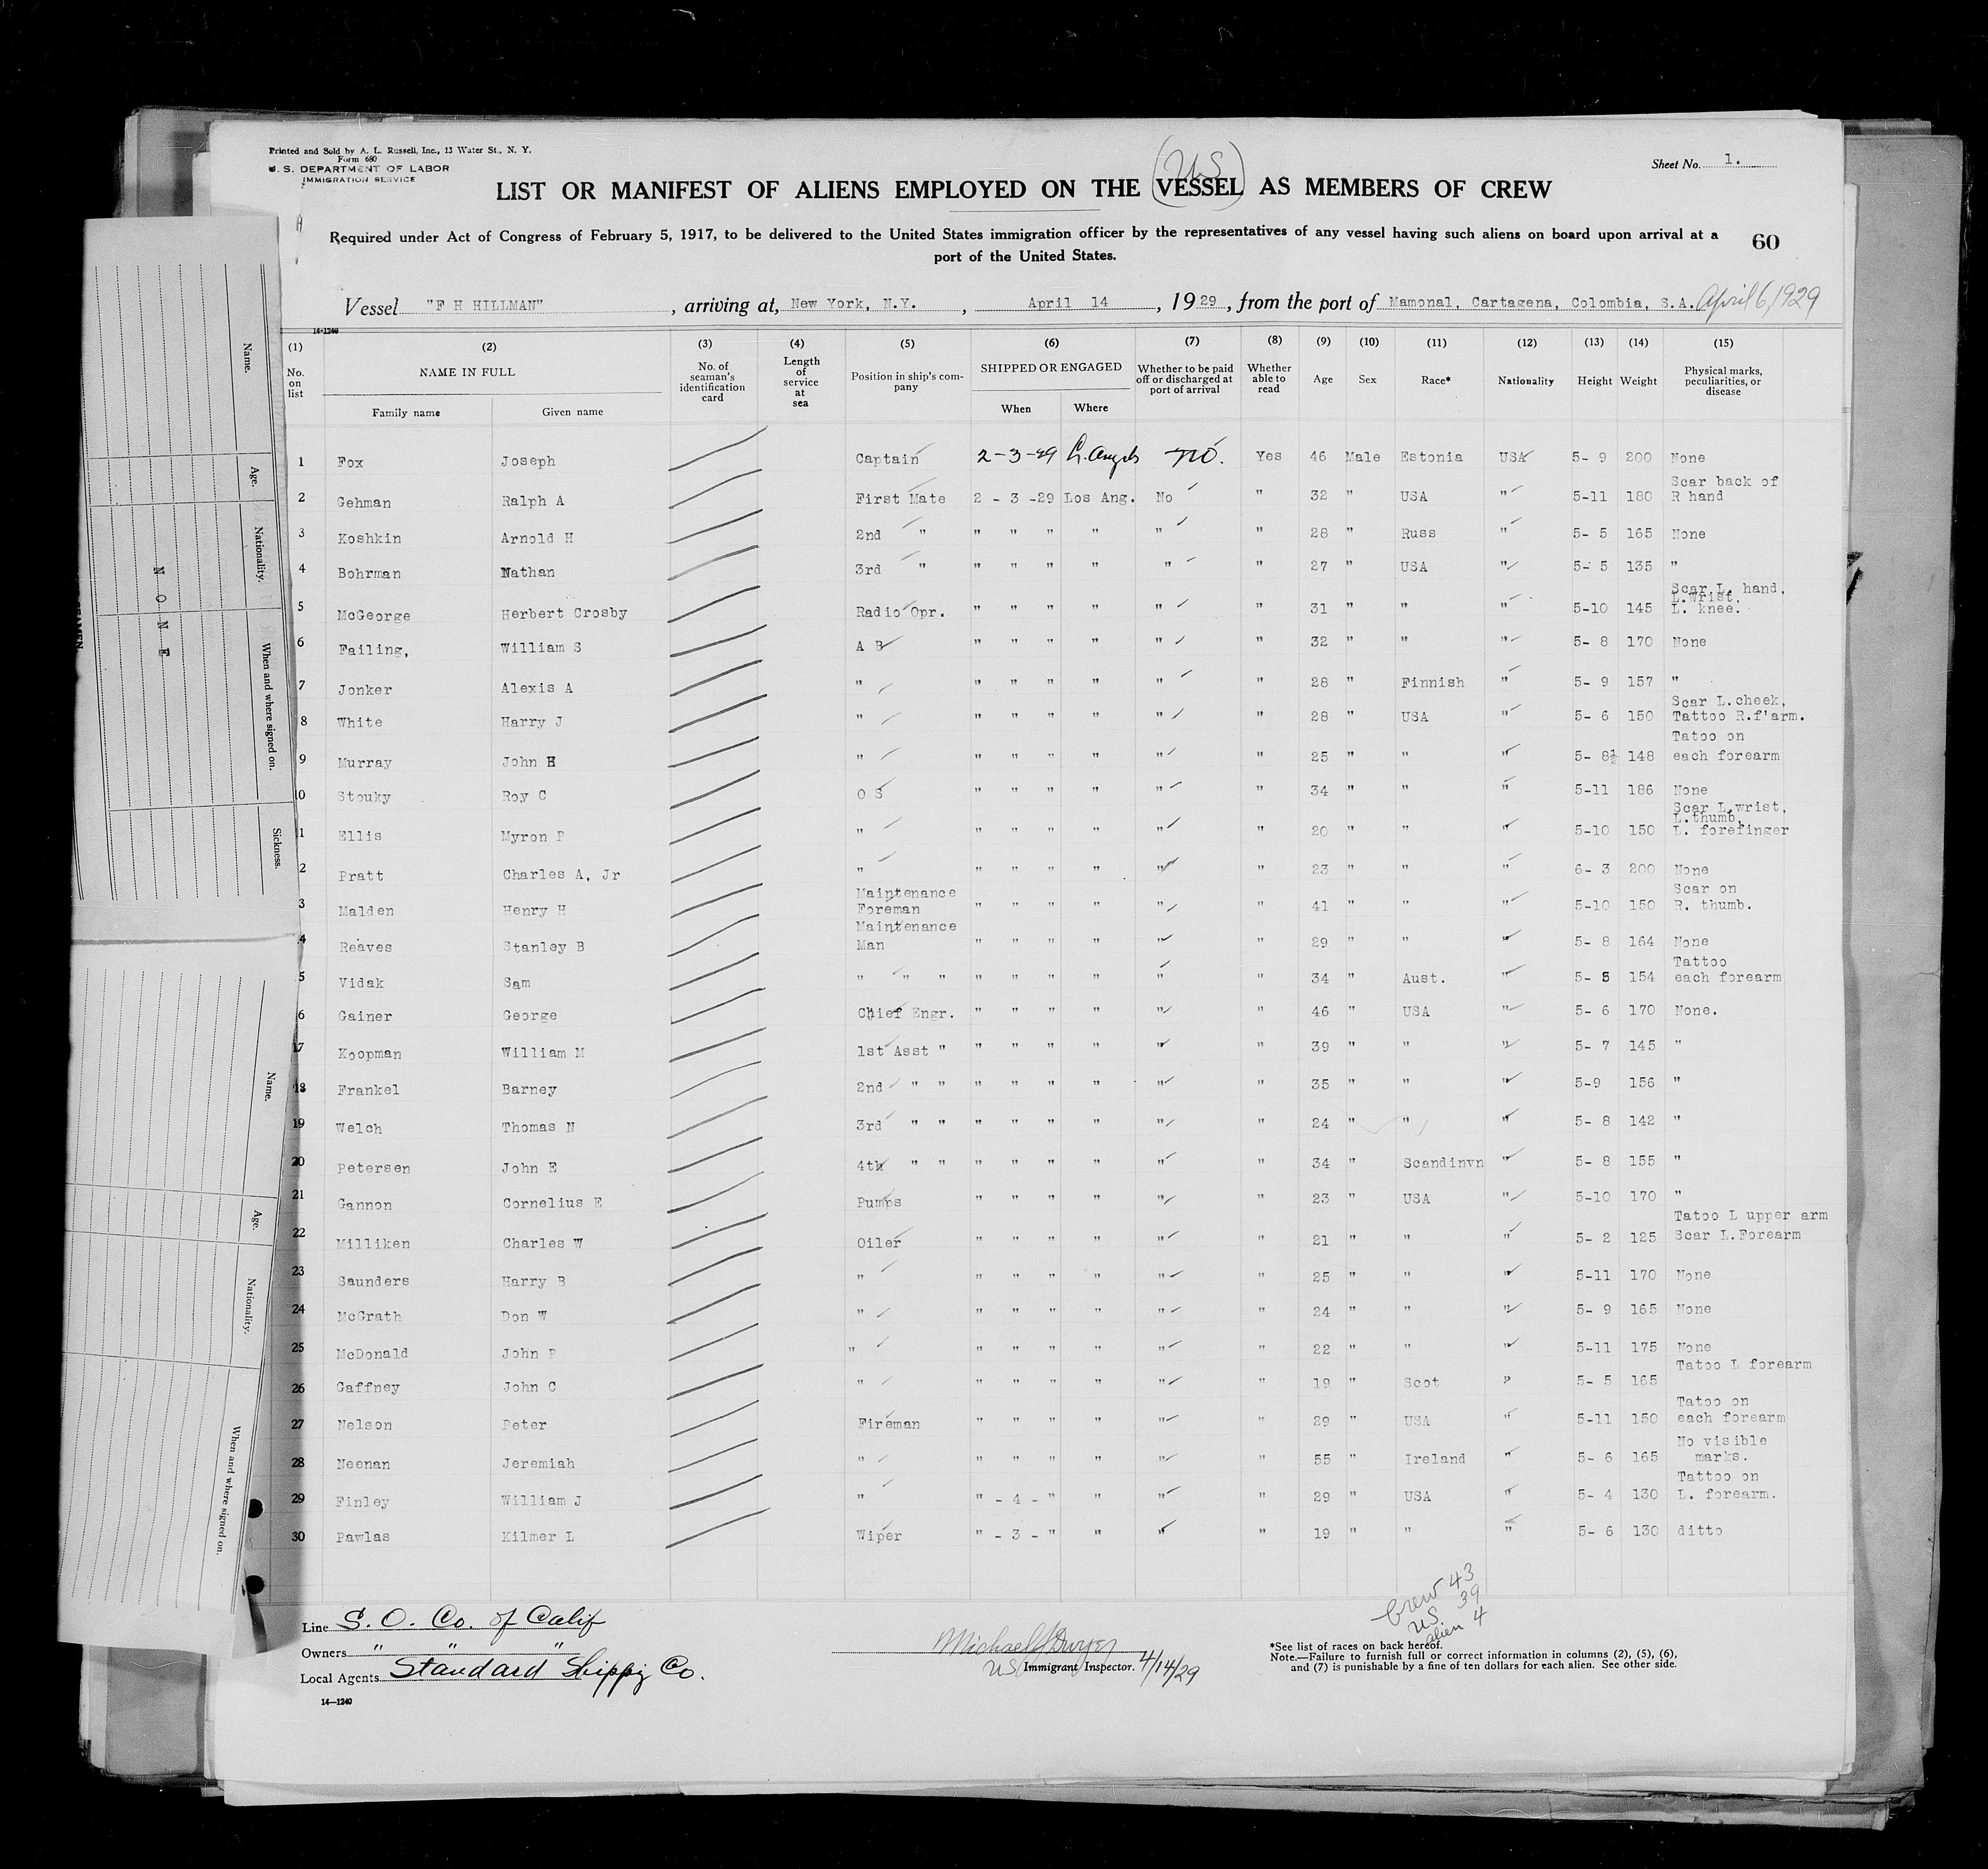 Printed and Sold by A. L. Russell, Inc., 13 Water St., N. Y.
Form 680
U. S. DEPARTMENT OF LABOR
IMMIGRATION SERVICE
Sheet No. 1.
US
LIST OR MANIFEST OF ALIENS EMPLOYED ON THE VESSEL AS MEMBERS OF CREW
Required under Act of Congress of February 5, 1917, to be delivered to the United States immigration officer by the representatives of any vessel having such aliens on board upon arrival at a
port of the United States.
60
Vessel "F H HILLMAN", arriving at, New York, N.Y., April 14, 1929, from the port of Mamonal, Cartagena, Colombia, S.A. April 6/1929
14-1240
(1) (2) (3) (4) (5) (6) (7) (8) (9) (10) (11) (12) (13) (14) (15)
No. on list
NAME IN FULL
Family name Given name
No. of seaman's identification card
Length of service at sea
Position in ship's company
SHIPPED OR ENGAGED
When Where
Whether to be paid off or discharged at port of arrival
Whether able to read
Age
Sex
Race*
Nationality
Height
Weight
Physical marks, peculiarities, or disease
1 Fox Joseph Captain 2-3-29 L. Angels NO. Yes 46 Male Estonia USA 5- 9 200 None
2 Gehman Ralph A First Mate 2 - 3 -29 Los Ang. No " 32 " USA " 5-11 180 Scar back of R hand
3 Koshkin Arnold H 2nd " " " " " " " 28 " Russ " 5- 5 165 None
4 Bohrman Nathan 3rd " " " " " " " 27 " USA " 5- 5 135 "
5 McGeorge Herbert Crosby Radio Opr. " " " " " " 31 " " " 5-10 145 Scar L. hand, L.wrist, L. knee.
6 Failing, William S A B " " " " " " 32 " " " 5- 8 170 None
7 Jonker Alexis A " " " " " " " 28 " Finnish " 5- 9 157 "
8 White Harry J " " " " " " " 28 " USA " 5- 6 150 Scar L.cheek, Tattoo R.f'arm.
9 Murray John H " " " " " " " 25 " " " 5- 8½ 148 Tatoo on each forearm
10 Stouky Roy C O S " " " " " " 34 " " " 5-11 186 None
1 Ellis Myron P " " " " " " " 20 " " " 5-10 150 Scar L.wrist, L.thumb, L. forefinger
2 Pratt Charles A, Jr " " " " " " " 23 " " " 6- 3 200 None
3 Malden Henry H Maintenance Foreman " " " " " " 41 " " " 5-10 150 Scar on R. thumb.
4 Reaves Stanley B Maintenance Man " " " " " " 29 " " " 5- 8 164 None
5 Vidak Sam " " " " " " " " " 34 " Aust. " 5- 5 154 Tattoo each forearm
6 Gainer George Chief Engr. " " " " " " 46 " USA " 5- 6 170 None.
17 Koopman William M 1st Asst " " " " " " " 39 " " " 5- 7 145 "
18 Frankel Barney 2nd " " " " " " " " 35 " " " 5-9 156 "
19 Welch Thomas N 3rd " " " " " " " " 24 " " " 5- 8 142 "
20 Petersen John E 4th " " " " " " " " 34 " Scandinvn " 5- 8 155 "
21 Gannon Cornelius E Pumps " " " " " " 23 " USA " 5-10 170 "
22 Milliken Charles W Oiler " " " " " " 21 " " " 5- 2 125 Tatoo L upper arm Scar L.Forearm
23 Saunders Harry B " " " " " " " 25 " " " 5-11 170 None
24 McGrath Don W " " " " " " " 24 " " " 5- 9 165 None
25 McDonald John P " " " " " " " 22 " " " 5-11 175 None
26 Gaffney John C " " " " " " " 19 " Scot " 5- 5 165 Tatoo L forearm
27 Nelson Peter Fireman " " " " " " 29 " USA " 5-11 150 Tatoo on each forearm
28 Neenan Jeremiah " " " " " " " 55 " Ireland " 5- 6 165 No visible marks.
29 Finley William J " " - 4 - " " " " 29 " USA " 5- 4 130 Tattoo on L. forearm.
30 Pawlas Kilmer L Wiper " - 3 - " " " " 19 " " " 5- 6 130 ditto
Crew 43
US. 39
alien 4
Line S. O. Co. of Calif
Owners " " "
Local Agents Standard Shippg Co.
14—1240
Michael J Dwyer
US Immigrant Inspector. 4/14/29
*See list of races on back hereof.
Note.—Failure to furnish full or correct information in columns (2), (5), (6),
and (7) is punishable by a fine of ten dollars for each alien. See other side.
Name.
Age.
Nationality.
When and where signed on.
Sickness.
N O N E
Name.
Age.
Nationality.
When and where signed on.